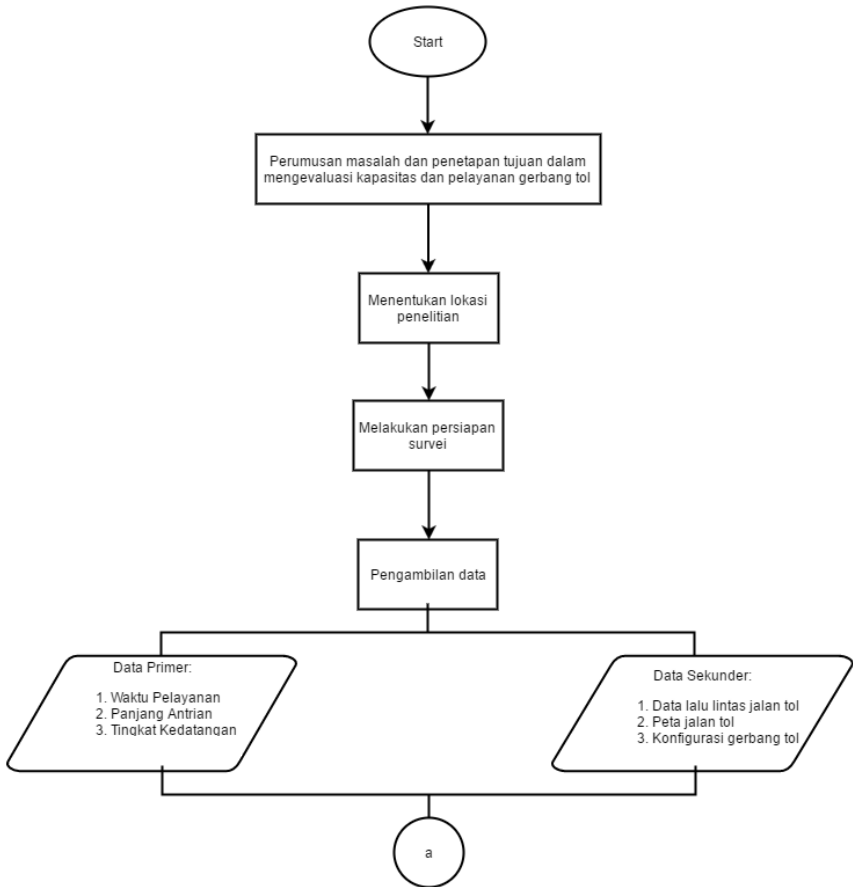 Start
Perumusan masalah dan penetapan tujuan dalam
mengevaluasi kapasitas dan pelayanan gerbang tol
Menentukan lokasi
penelitian
Melakukan persiapan
survei
Pengambilan data
Data Primer:
1. Waktu Pelayanan
2. Panjang Antrian
3. Tingkat Kedatangan
Data Sekunder:
1. Data lalu lintas jalan tol
2. Peta jalan tol
3. Konfigurasi gerbang tol
a